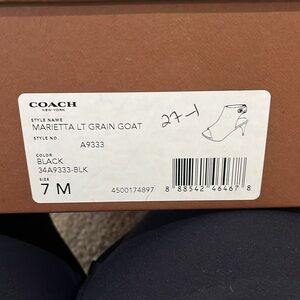 COACH
NEW YORK
STYLE NAME
MARIETTA LT GRAIN GOAT
27-1
STYLE NO.
A9333
COLOR
BLACK
34A9333-BLK
SIZE
7 M
4500174897
8 88542 46467 8